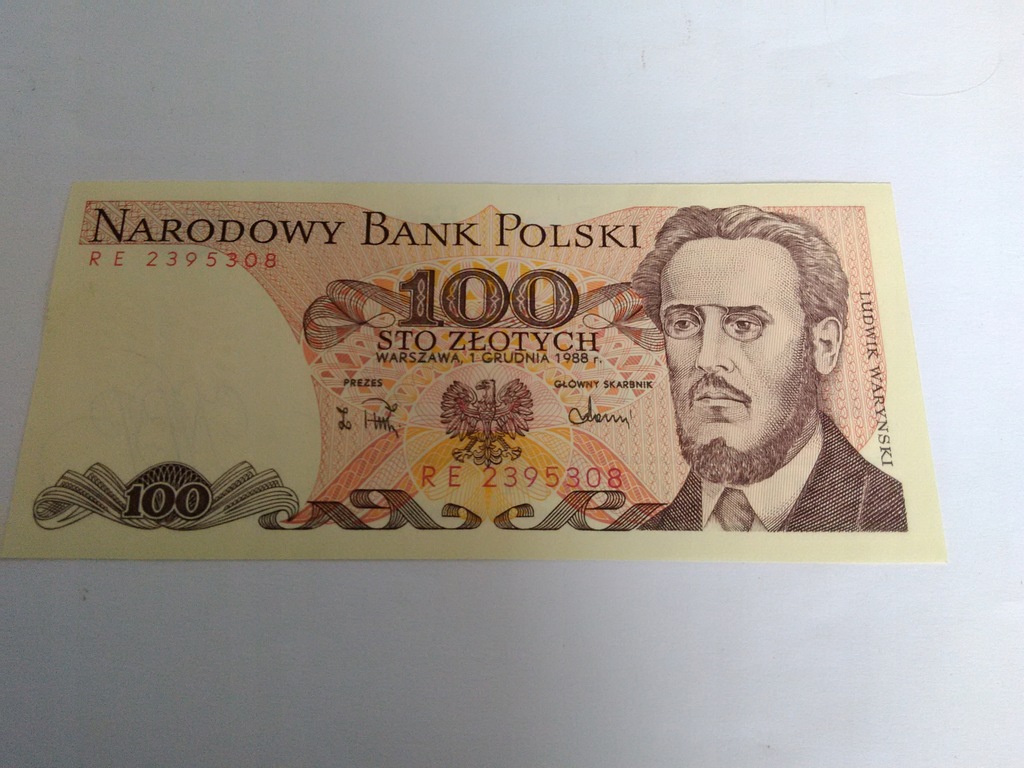 NARODOWY BANK POLSKI
RE 2395308
100
STO ZŁOTYCH
WARSZAWA, 1 GRUDNIA 1988 r.
PREZES
GŁÓWNY SKARBNIK
RE 2395308
100
LUDWIK WARYŃSKI